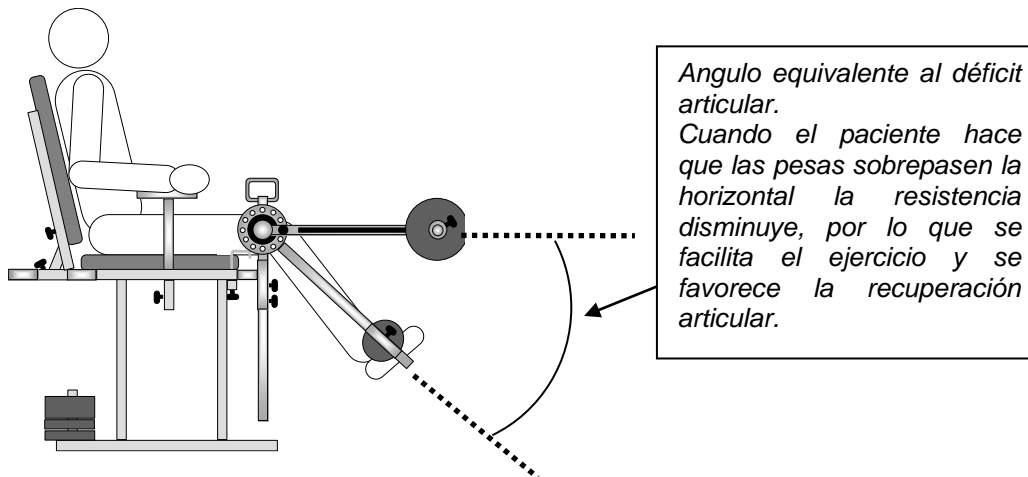 Angulo equivalente al déficit
articular.
Cuando el paciente hace
que las pesas sobrepasen la
horizontal la resistencia
disminuye, por lo que se
facilita el ejercicio y se
favorece la recuperación
articular.